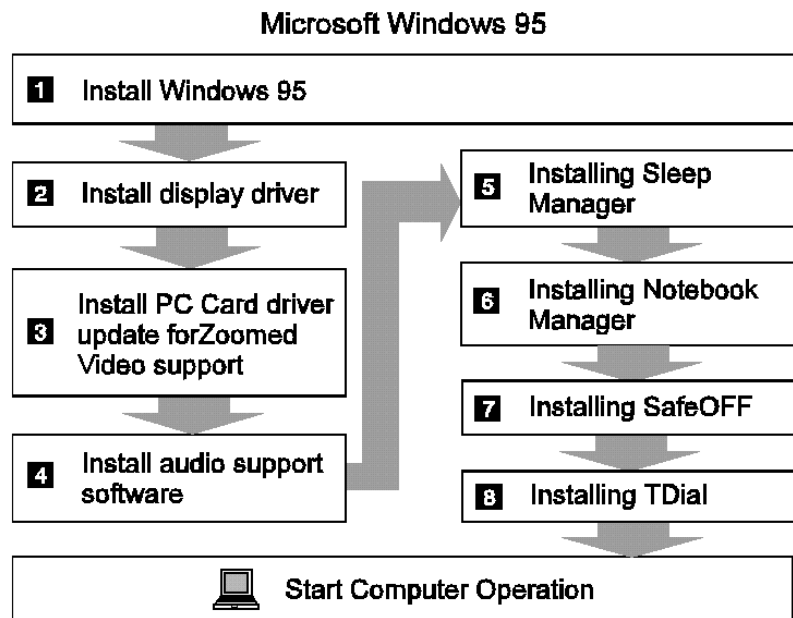 Microsoft Windows 95
1 Install Windows 95
2 Install display driver
3 Install PC Card driver
update forZoomed
Video support
4 Install audio support
software
5 Installing Sleep
Manager
6 Installing Notebook
Manager
7 Installing SafeOFF
8 Installing TDial
Start Computer Operation